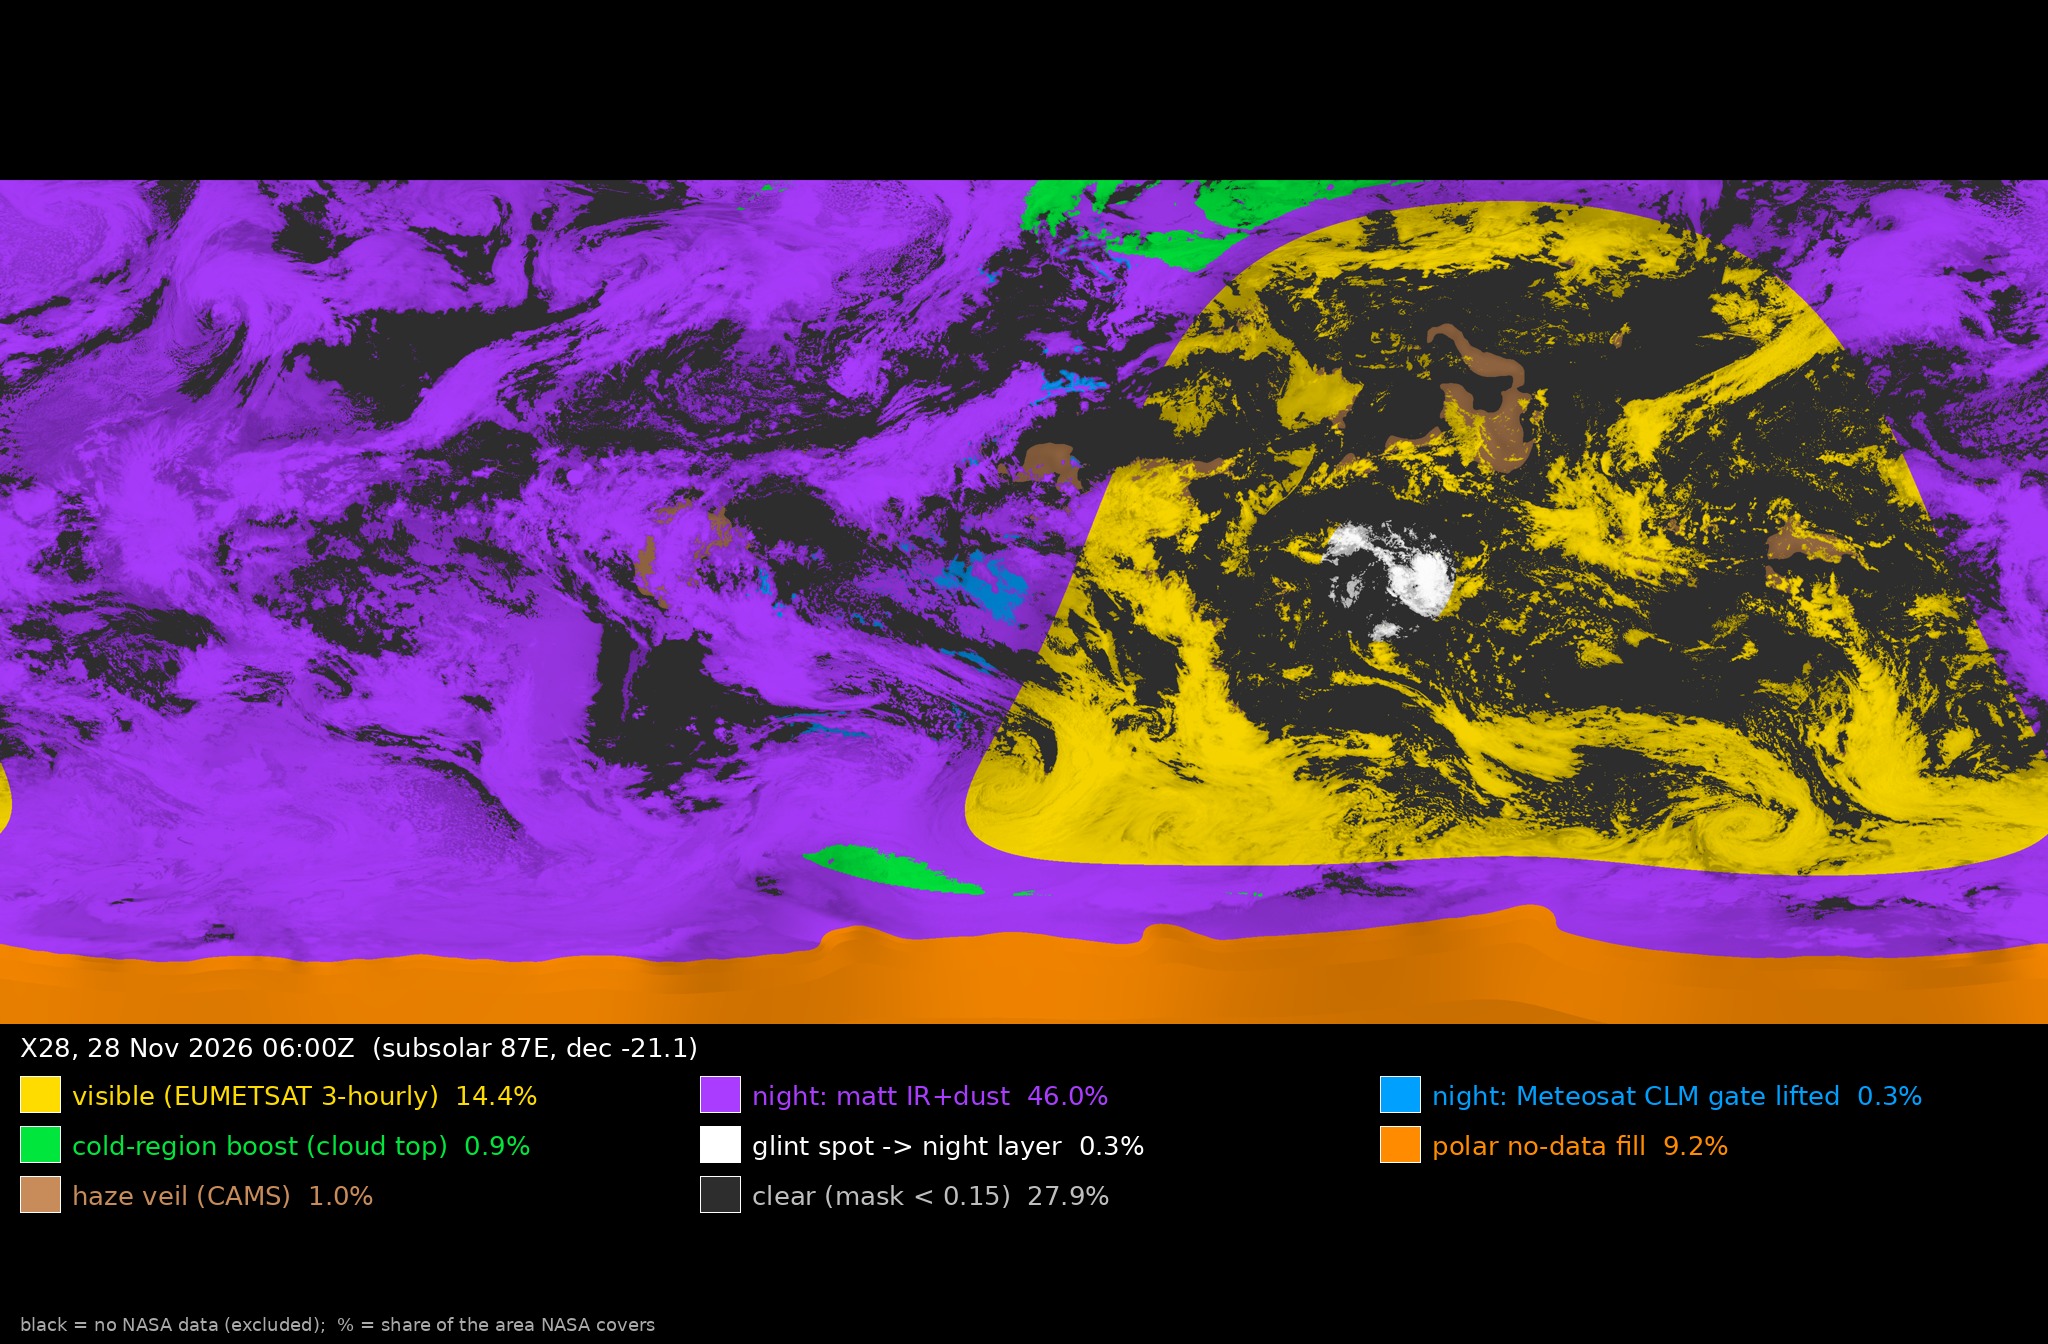 X28, 28 Nov 2026 06:00Z  (subsolar 87E, dec -21.1)
visible (EUMETSAT 3-hourly)  14.4%
night: matt IR+dust  46.0%
night: Meteosat CLM gate lifted  0.3%
cold-region boost (cloud top)  0.9%
glint spot -> night layer  0.3%
polar no-data fill  9.2%
haze veil (CAMS)  1.0%
clear (mask < 0.15)  27.9%
black = no NASA data (excluded);  % = share of the area NASA covers